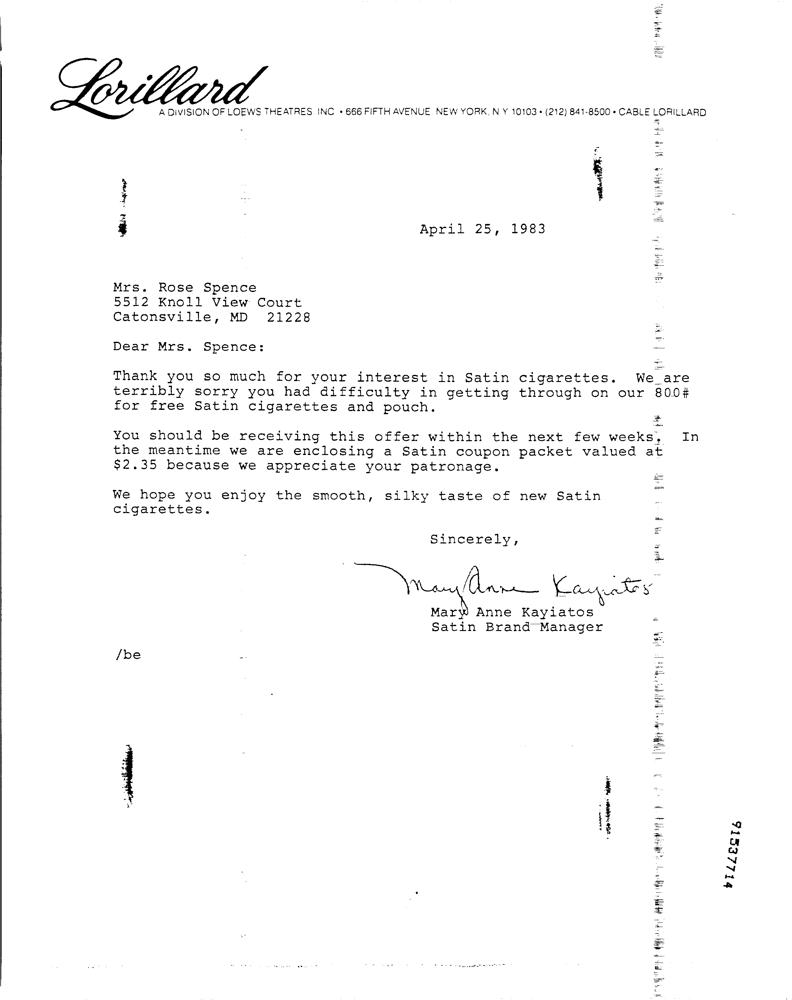 Lorillard
A DIVISION OF LOEWS THEATRES INC • 666 FIFTH AVENUE NEW YORK, N Y 10103 • (212) 841-8500 • CABLE LORILLARD
April 25, 1983
Mrs. Rose Spence
5512 Knoll View Court
Catonsville, MD 21228
Dear Mrs. Spence:
Thank you so much for your interest in Satin cigarettes. We are
terribly sorry you had difficulty in getting through on our 800#
for free Satin cigarettes and pouch.
You should be receiving this offer within the next few weeks. In
the meantime we are enclosing a Satin coupon packet valued at
$2.35 because we appreciate your patronage.
We hope you enjoy the smooth, silky taste of new Satin
cigarettes.
Sincerely,
Mary Anne Kayiatos
Mary Anne Kayiatos
Satin Brand Manager
/be
91537714